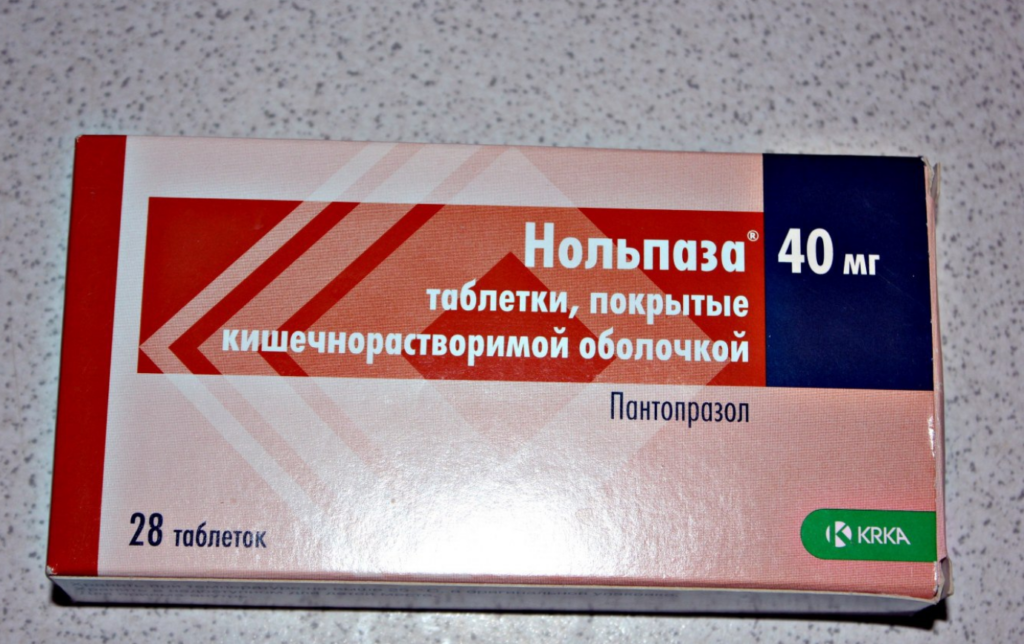 Нольпаза® 40 мг
таблетки, покрытые
кишечнорастворимой оболочкой
Пантопразол
28 таблеток
KRKA